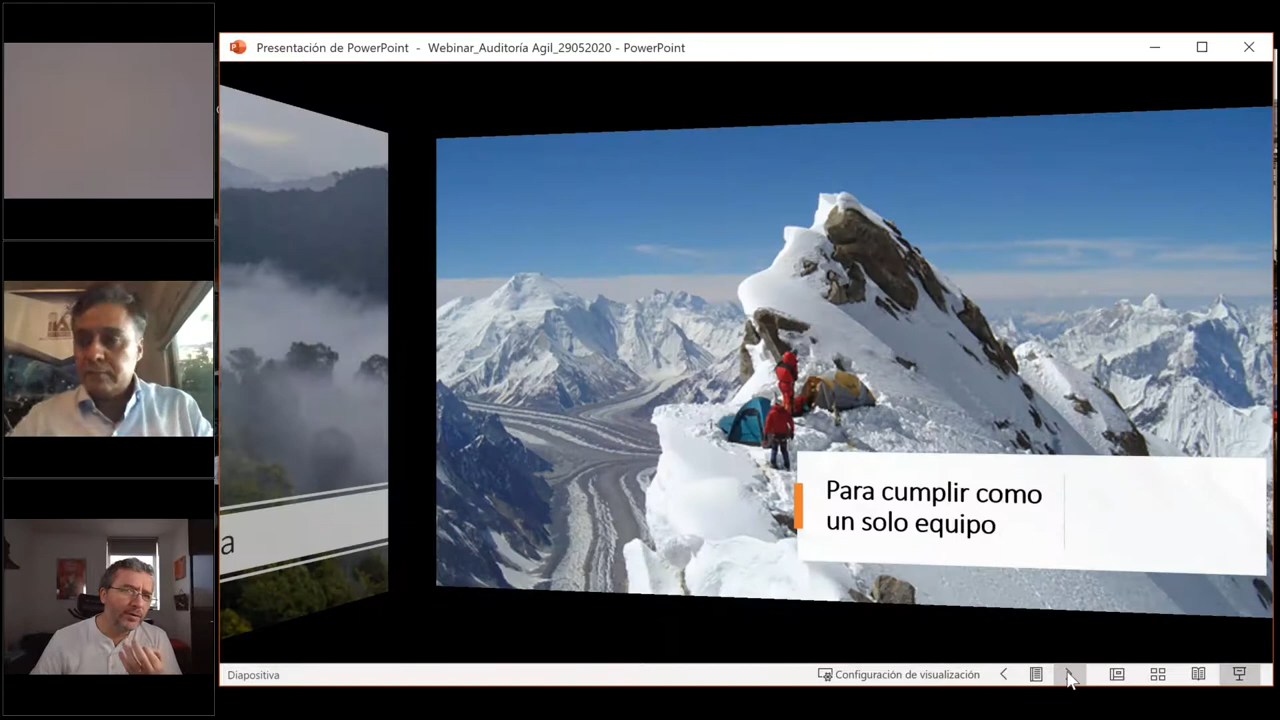 Presentación de PowerPoint - Webinar_Auditoría Agil_29052020 - PowerPoint
a
Para cumplir como
un solo equipo
Diapositiva
Configuración de visualización